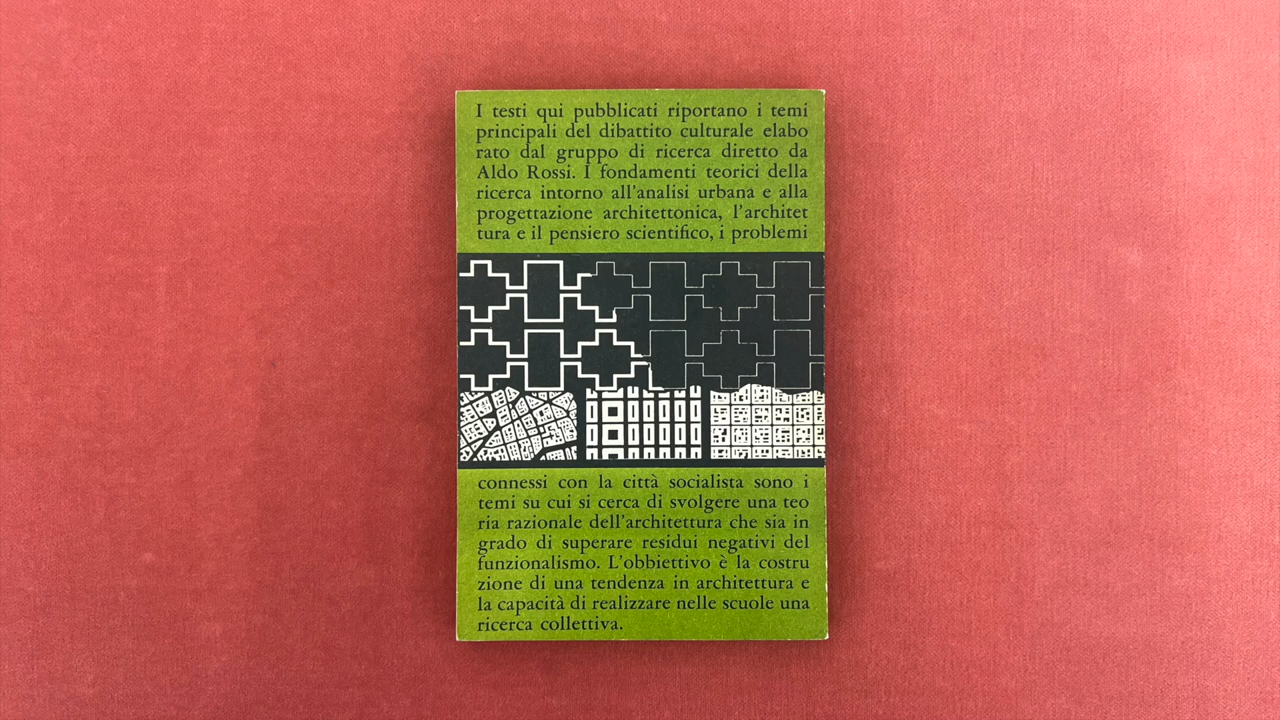 I testi qui pubblicati riportano i temi
principali del dibattito culturale elabo
rato dal gruppo di ricerca diretto da
Aldo Rossi. I fondamenti teorici della
ricerca intorno all'analisi urbana e alla
progettazione architettonica, l'architet
tura e il pensiero scientifico, i problemi
connessi con la città socialista sono i
temi su cui si cerca di svolgere una teo
ria razionale dell'architettura che sia in
grado di superare residui negativi del
funzionalismo. L'obbiettivo è la costru
zione di una tendenza in architettura e
la capacità di realizzare nelle scuole una
ricerca collettiva.